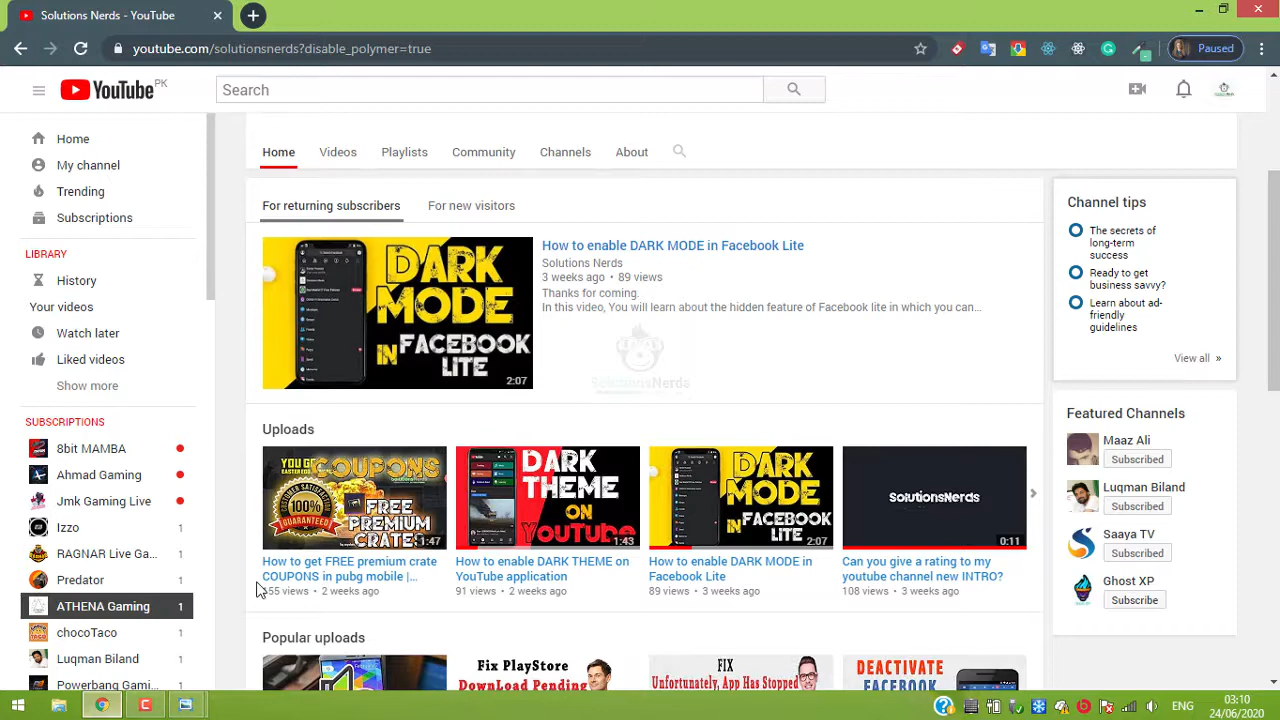 Solutions Nerds - YouTube
youtube.com/solutionsnerds?disable_polymer=true
Paused
YouTube PK
Search
Home
My channel
Trending
Subscriptions
LIBRARY
History
Your videos
Watch later
Liked videos
Show more
SUBSCRIPTIONS
8bit MAMBA
Ahmad Gaming
Jmk Gaming Live
Izzo 1
RAGNAR Live Ga... 1
Predator 1
ATHENA Gaming 1
chocoTaco 1
Luqman Biland 1
Powerbang Gami... 1
Home Videos Playlists Community Channels About
For returning subscribers For new visitors
DARK
MODE
IN FACEBOOK
LITE
2:07
How to enable DARK MODE in Facebook Lite
Solutions Nerds
3 weeks ago • 89 views
Thanks for coming.
In this video, You will learn about the hidden feature of Facebook lite in which you can...
SolutionsNerds
Uploads
COUPONS
100%
FREE
PREMIUM
CRATE
1:47
How to get FREE premium crate
COUPONS in pubg mobile |...
155 views • 2 weeks ago
DARK
THEME
ON
YouTube
1:43
How to enable DARK THEME on
YouTube application
91 views • 2 weeks ago
DARK
MODE
IN FACEBOOK
LITE
2:07
How to enable DARK MODE in
Facebook Lite
89 views • 3 weeks ago
SolutionsNerds
0:11
Can you give a rating to my
youtube channel new INTRO?
108 views • 3 weeks ago
Popular uploads
Fix PlayStore
DownLoad Pending
FIX
Unfortunately, App Has Stopped
DEACTIVATE
FACEBOOK
Channel tips
The secrets of
long-term
success
Ready to get
business savvy?
Learn about ad-
friendly
guidelines
View all »
Featured Channels
Maaz Ali
Subscribed
Luqman Biland
Subscribed
Saaya TV
Subscribed
Ghost XP
Subscribe
ENG
03:10
24/06/2020